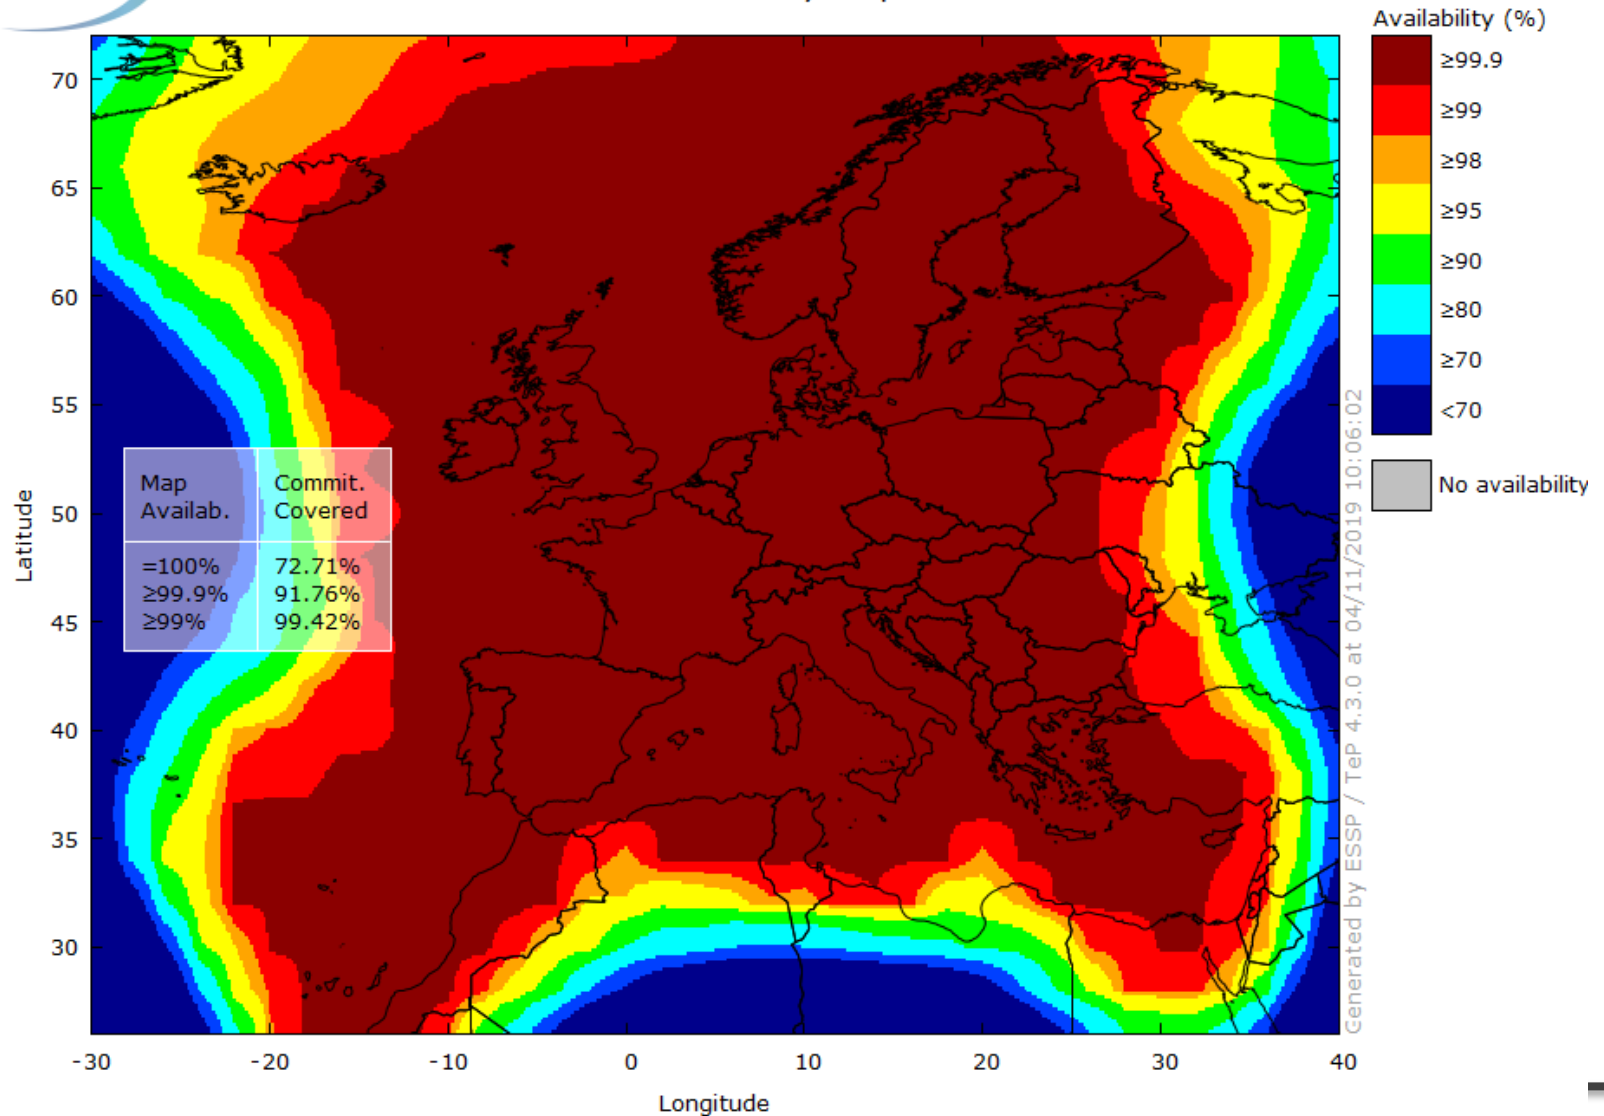 Availability (%)
≥99.9
≥99
≥98
≥95
≥90
≥80
≥70
<70
No availability
Latitude
70
65
60
55
50
45
40
35
30
Map Commit.
Availab. Covered
=100% 72.71%
≥99.9% 91.76%
≥99% 99.42%
-30 -20 -10 0 10 20 30 40
Longitude
Generated by ESSP / TeP 4.3.0 at 04/11/2019 10:06:02